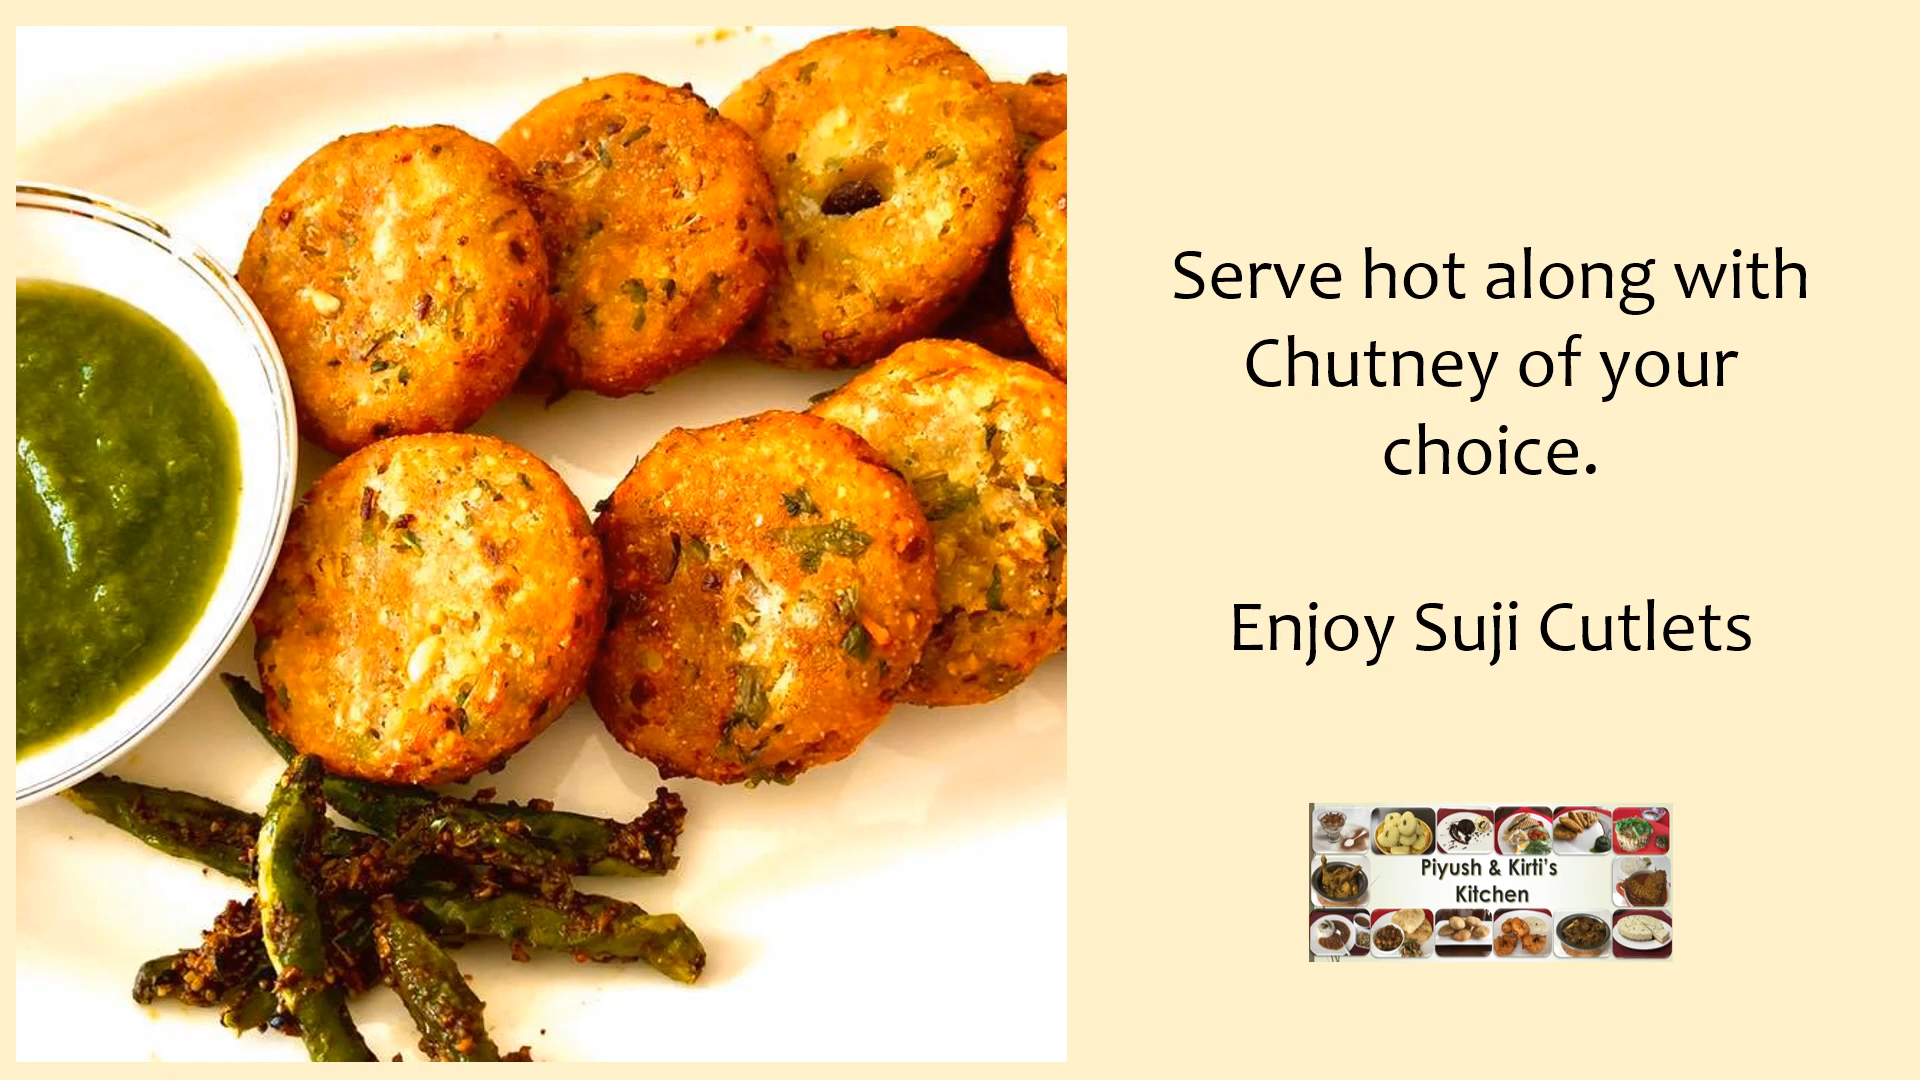 Serve hot along with
Chutney of your
choice.
Enjoy Suji Cutlets
Piyush & Kirti's
Kitchen